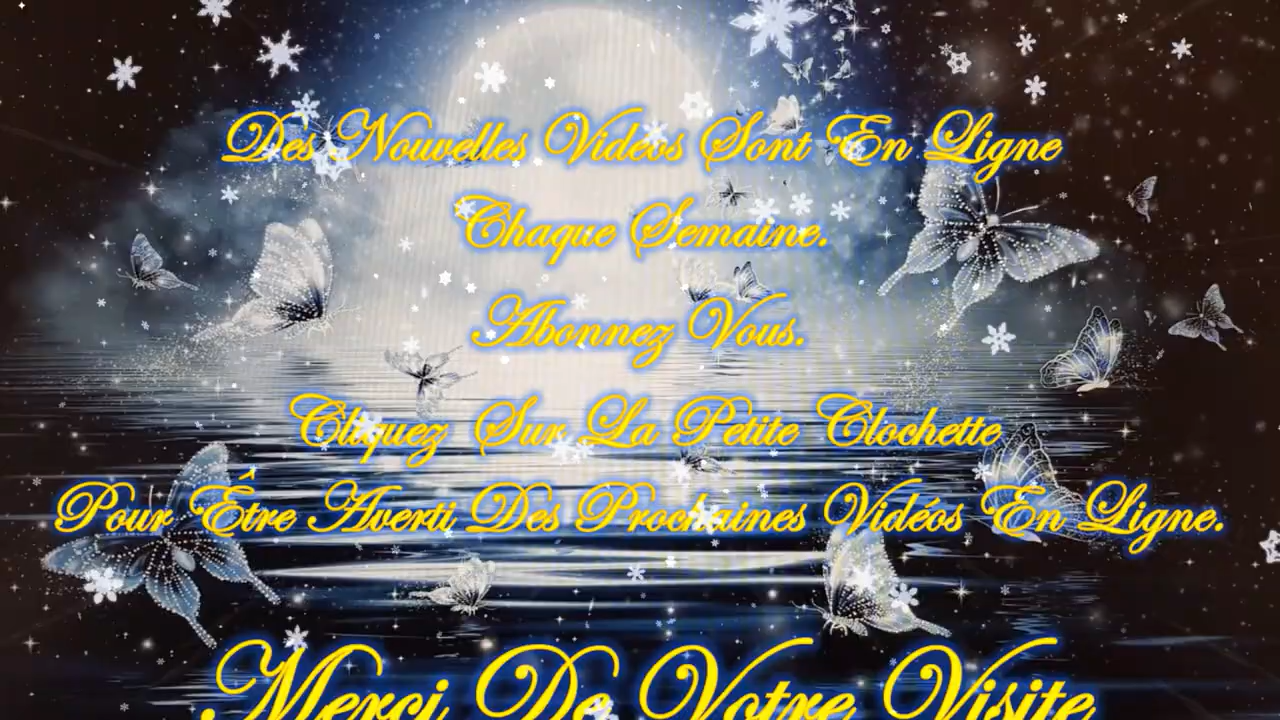 Des Nouvelles Vidéos Sont En Ligne
Chaque Semaine.
Abonnez Vous.
Cliquez Sur La Petite Clochette
Pour Être Averti Des Prochaines Vidéos En Ligne.
Merci De Votre Visite